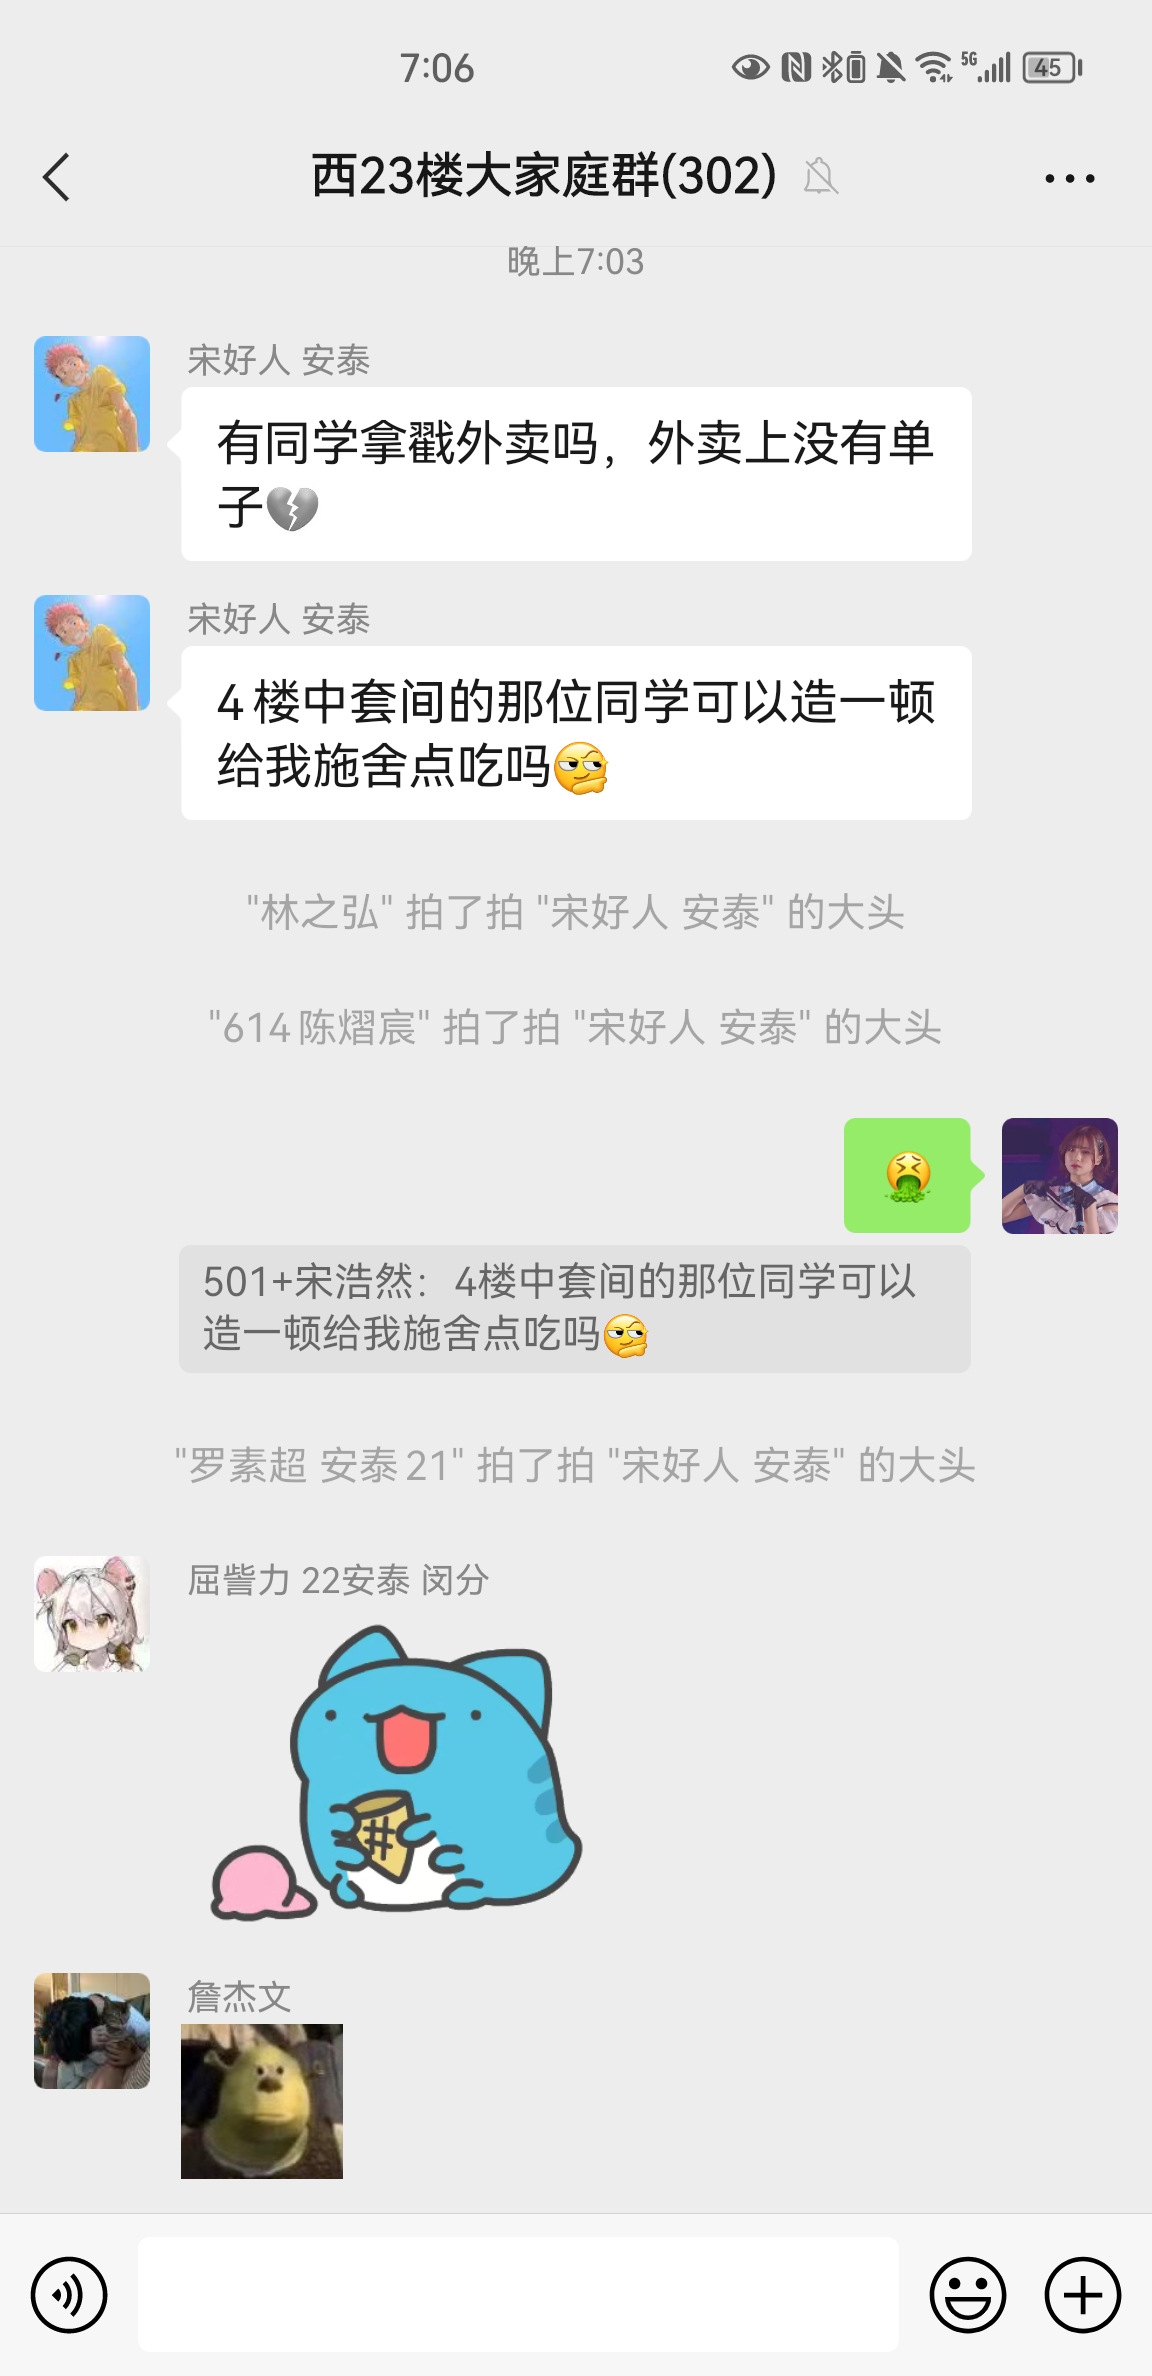 7:06
5G
45
西23楼大家庭群(302)
晚上7:03
宋好人 安泰
有同学拿戳外卖吗，外卖上没有单
子💔
宋好人 安泰
4楼中套间的那位同学可以造一顿
给我施舍点吃吗🤔
"林之弘" 拍了拍 "宋好人 安泰" 的大头
"614陈熠宸" 拍了拍 "宋好人 安泰" 的大头
🤮
501+宋浩然：4楼中套间的那位同学可以
造一顿给我施舍点吃吗🤔
"罗素超 安泰21" 拍了拍 "宋好人 安泰" 的大头
屈訾力 22安泰 闵分
詹杰文